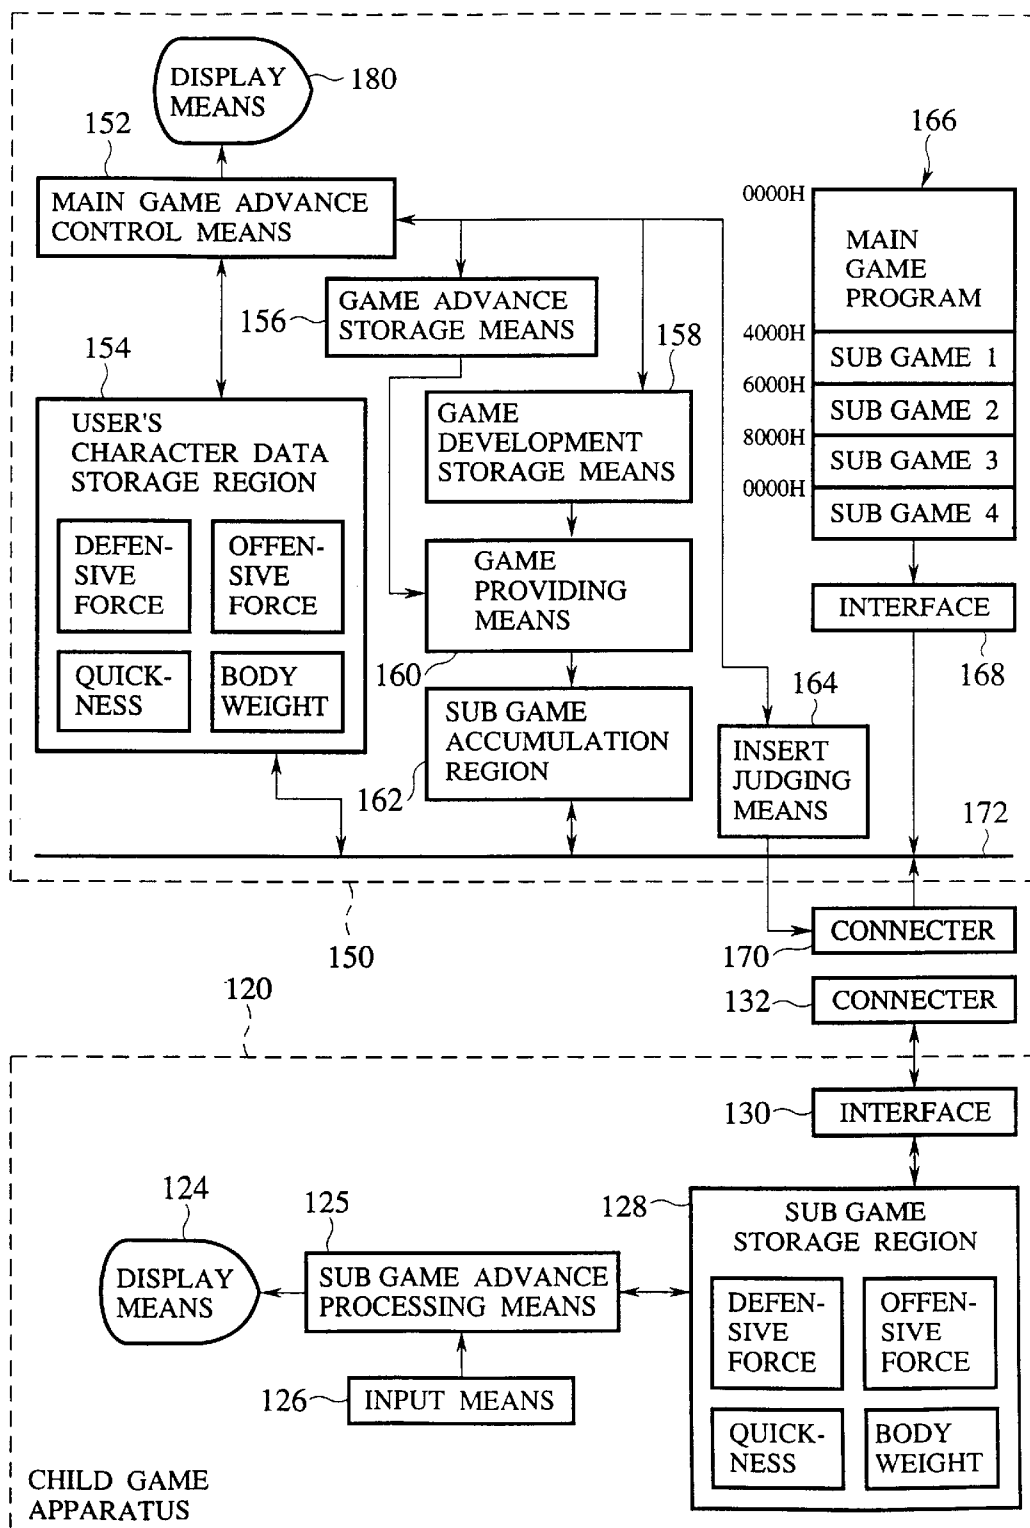 DISPLAY
MEANS
180
152
MAIN GAME ADVANCE
CONTROL MEANS
166
0000H
MAIN
GAME
PROGRAM
4000H
SUB GAME 1
6000H
SUB GAME 2
8000H
SUB GAME 3
0000H
SUB GAME 4
156
GAME ADVANCE
STORAGE MEANS
154
USER'S
CHARACTER DATA
STORAGE REGION
DEFEN-
SIVE
FORCE
OFFEN-
SIVE
FORCE
QUICK-
NESS
BODY
WEIGHT
158
GAME
DEVELOPMENT
STORAGE MEANS
GAME
PROVIDING
MEANS
160
SUB GAME
ACCUMULATION
REGION
162
INTERFACE
168
164
INSERT
JUDGING
MEANS
172
150
CONNECTER
170
120
132
CONNECTER
130
INTERFACE
124
DISPLAY
MEANS
125
SUB GAME ADVANCE
PROCESSING MEANS
126
INPUT MEANS
128
SUB GAME
STORAGE REGION
DEFEN-
SIVE
FORCE
OFFEN-
SIVE
FORCE
QUICK-
NESS
BODY
WEIGHT
CHILD GAME
APPARATUS